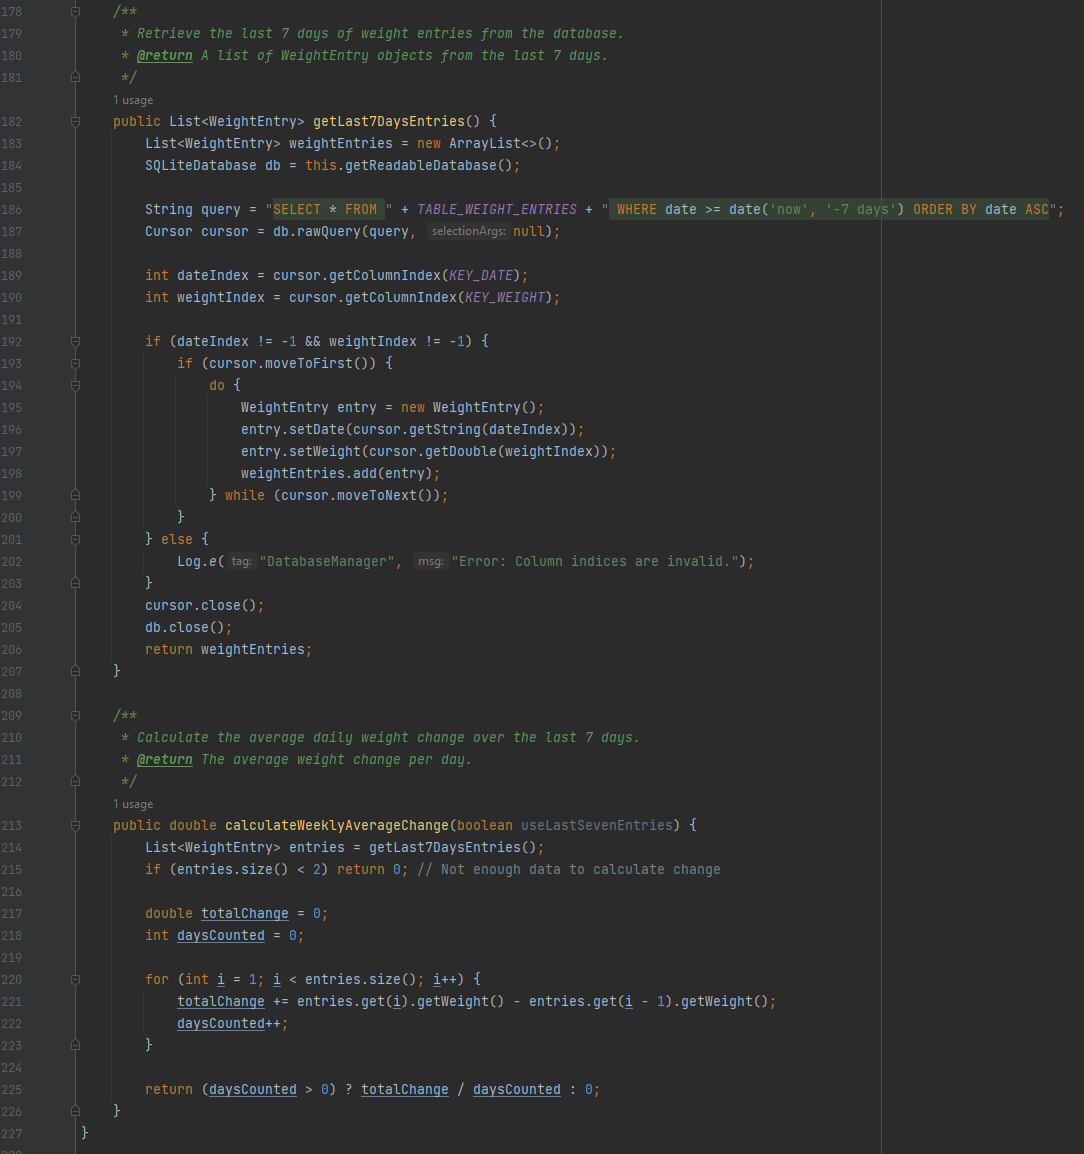 178 /**
179 * Retrieve the last 7 days of weight entries from the database.
180 * @return A list of WeightEntry objects from the last 7 days.
181 */
1 usage
182 public List<WeightEntry> getLast7DaysEntries() {
183 List<WeightEntry> weightEntries = new ArrayList<>();
184 SQLiteDatabase db = this.getReadableDatabase();
185
186 String query = "SELECT * FROM " + TABLE_WEIGHT_ENTRIES + " WHERE date >= date('now', '-7 days') ORDER BY date ASC";
187 Cursor cursor = db.rawQuery(query, selectionArgs: null);
188
189 int dateIndex = cursor.getColumnIndex(KEY_DATE);
190 int weightIndex = cursor.getColumnIndex(KEY_WEIGHT);
191
192 if (dateIndex != -1 && weightIndex != -1) {
193 if (cursor.moveToFirst()) {
194 do {
195 WeightEntry entry = new WeightEntry();
196 entry.setDate(cursor.getString(dateIndex));
197 entry.setWeight(cursor.getDouble(weightIndex));
198 weightEntries.add(entry);
199 } while (cursor.moveToNext());
200 }
201 } else {
202 Log.e( tag: "DatabaseManager", msg: "Error: Column indices are invalid.");
203 }
204 cursor.close();
205 db.close();
206 return weightEntries;
207 }
208
209 /**
210 * Calculate the average daily weight change over the last 7 days.
211 * @return The average weight change per day.
212 */
1 usage
213 public double calculateWeeklyAverageChange(boolean useLastSevenEntries) {
214 List<WeightEntry> entries = getLast7DaysEntries();
215 if (entries.size() < 2) return 0; // Not enough data to calculate change
216
217 double totalChange = 0;
218 int daysCounted = 0;
219
220 for (int i = 1; i < entries.size(); i++) {
221 totalChange += entries.get(i).getWeight() - entries.get(i - 1).getWeight();
222 daysCounted++;
223 }
224
225 return (daysCounted > 0) ? totalChange / daysCounted : 0;
226 }
227 }